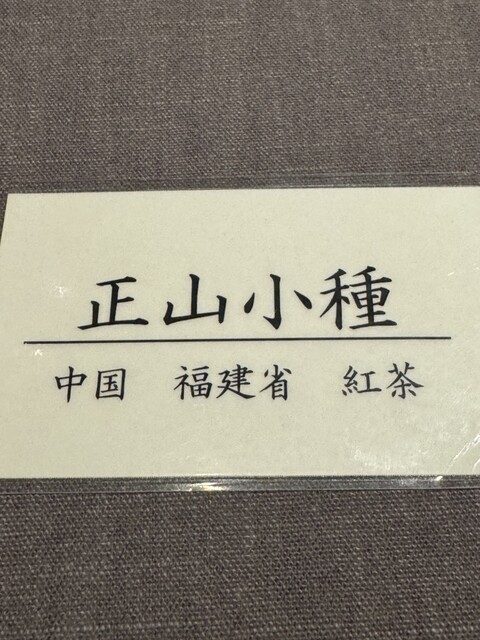 正山小種
中国　福建省　紅茶